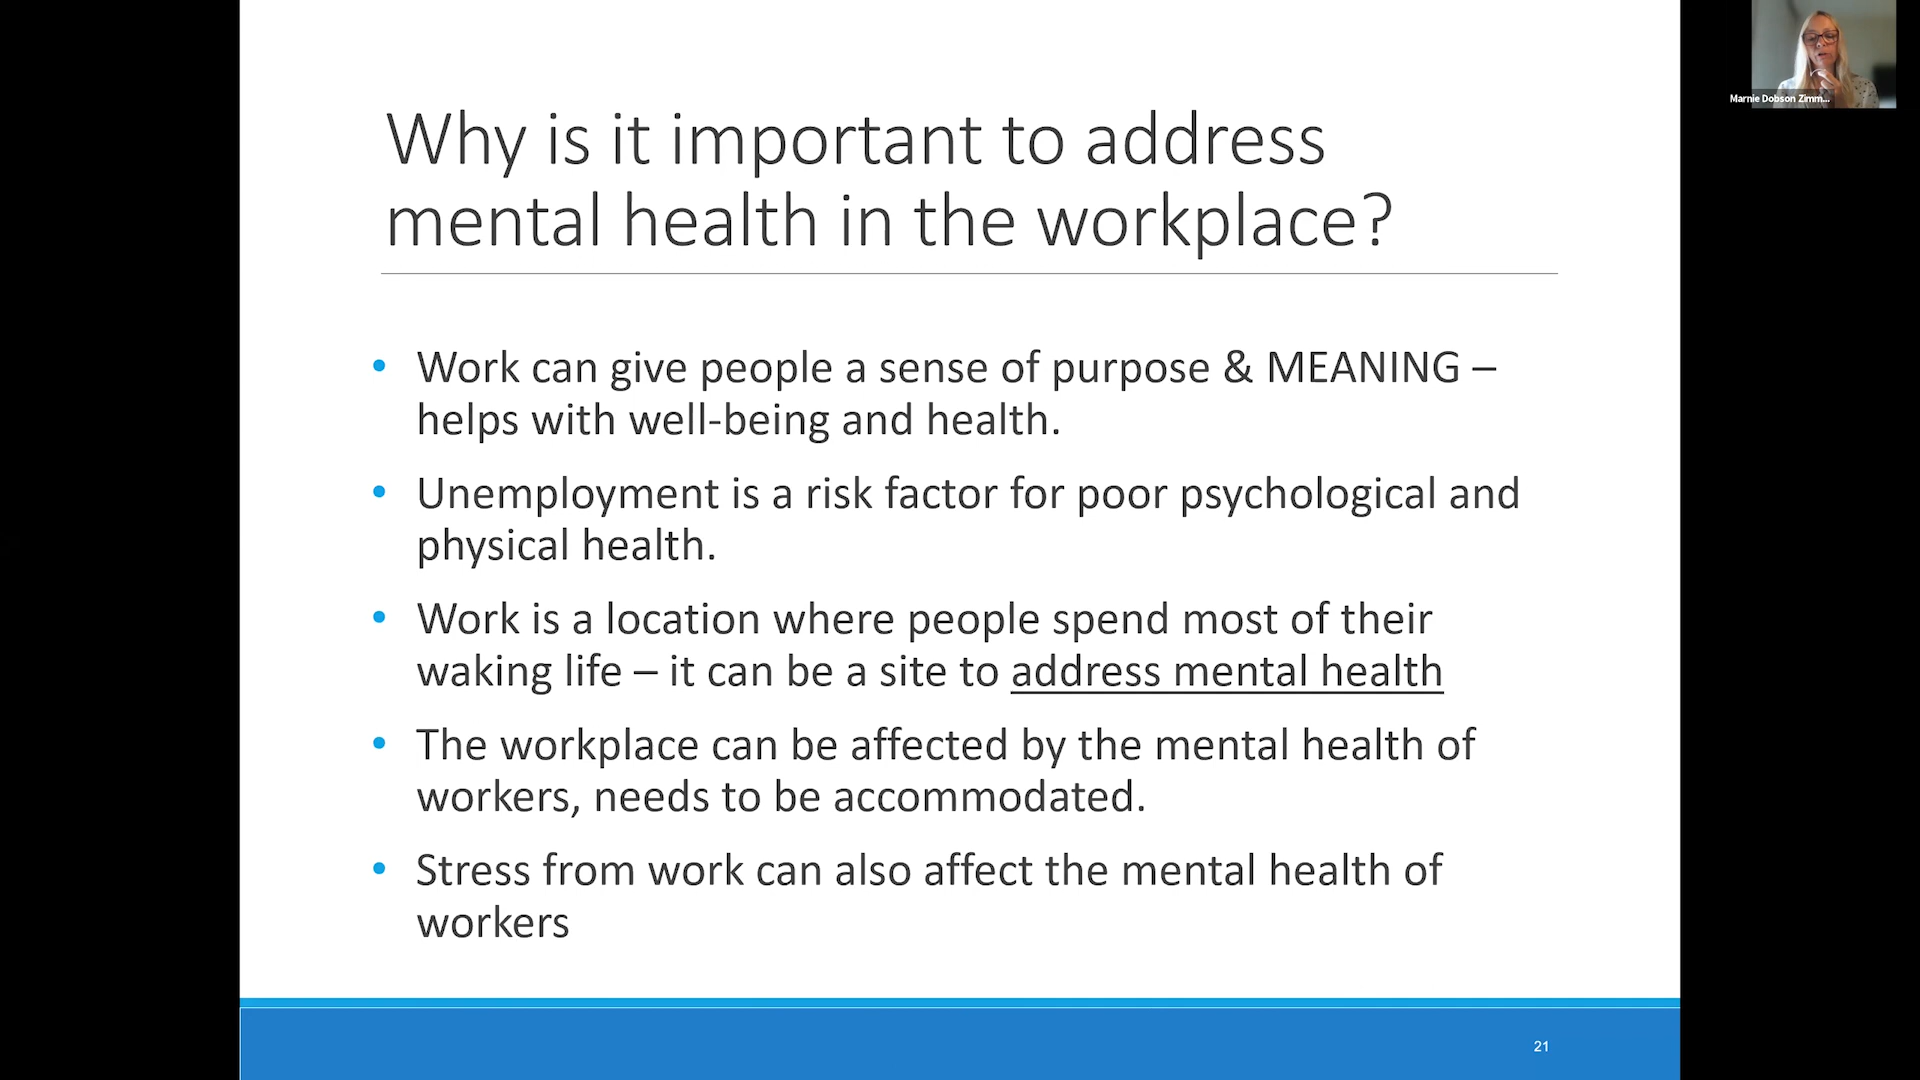 Marnie Dobson Zimm...
Why is it important to address
mental health in the workplace?
• Work can give people a sense of purpose & MEANING –
helps with well-being and health.
• Unemployment is a risk factor for poor psychological and
physical health.
• Work is a location where people spend most of their
waking life – it can be a site to address mental health
• The workplace can be affected by the mental health of
workers, needs to be accommodated.
• Stress from work can also affect the mental health of
workers
21